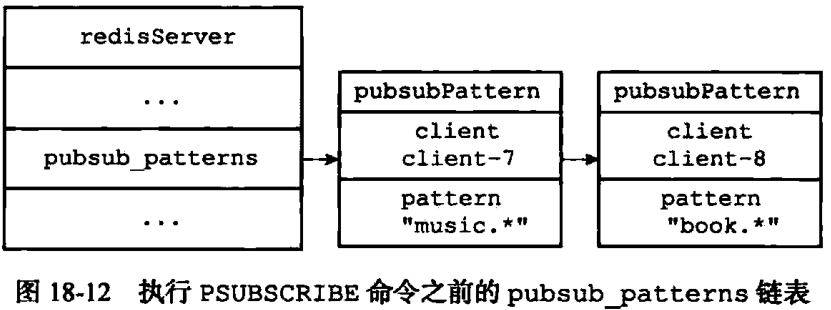 redisServer
...
pubsub_patterns
...
pubsubPattern
client
client-7
pattern
"music.*"
pubsubPattern
client
client-8
pattern
"book.*"
图 18-12 执行 PSUBSCRIBE 命令之前的 pubsub_patterns 链表